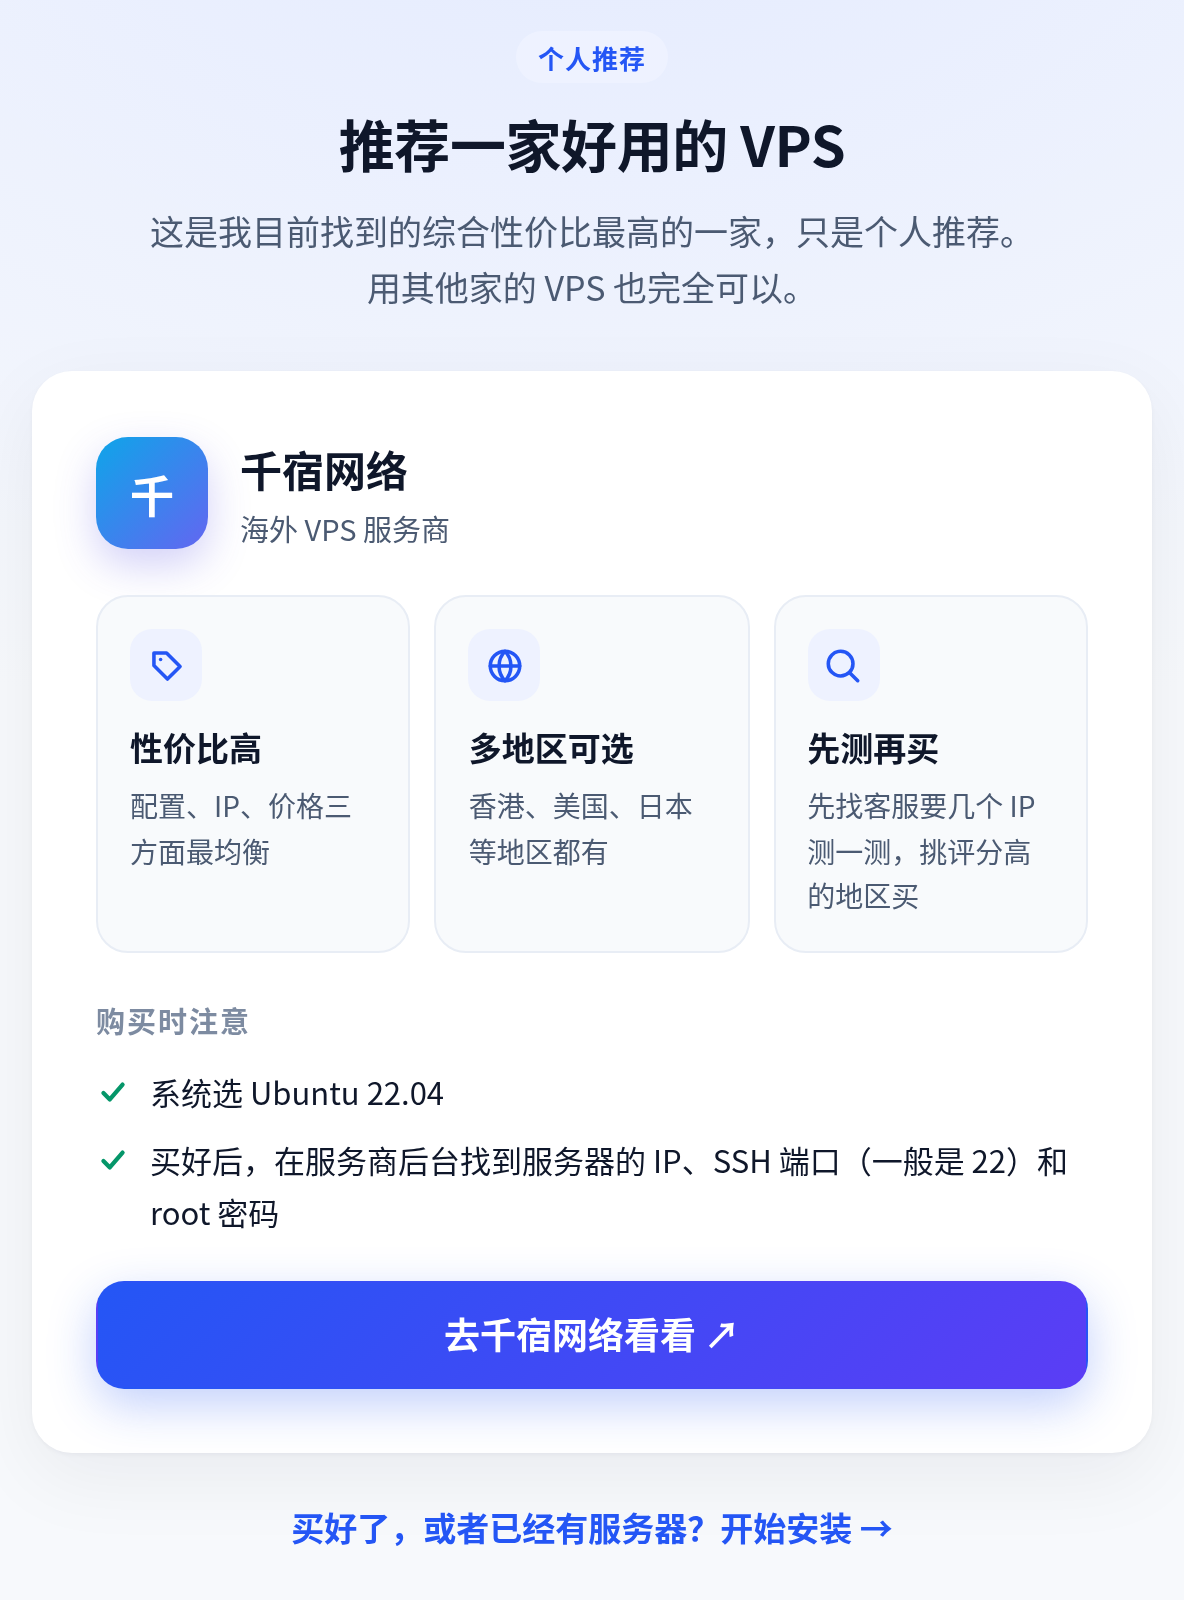 个人推荐
推荐一家好用的 VPS
这是我目前找到的综合性价比最高的一家，只是个人推荐。
用其他家的 VPS 也完全可以。
千
千宿网络
海外 VPS 服务商
性价比高
配置、IP、价格三
方面最均衡
多地区可选
香港、美国、日本
等地区都有
先测再买
先找客服要几个 IP
测一测，挑评分高
的地区买
购买时注意
系统选 Ubuntu 22.04
买好后，在服务商后台找到服务器的 IP、SSH 端口（一般是 22）和
root 密码
去千宿网络看看 ↗
买好了，或者已经有服务器？开始安装 →